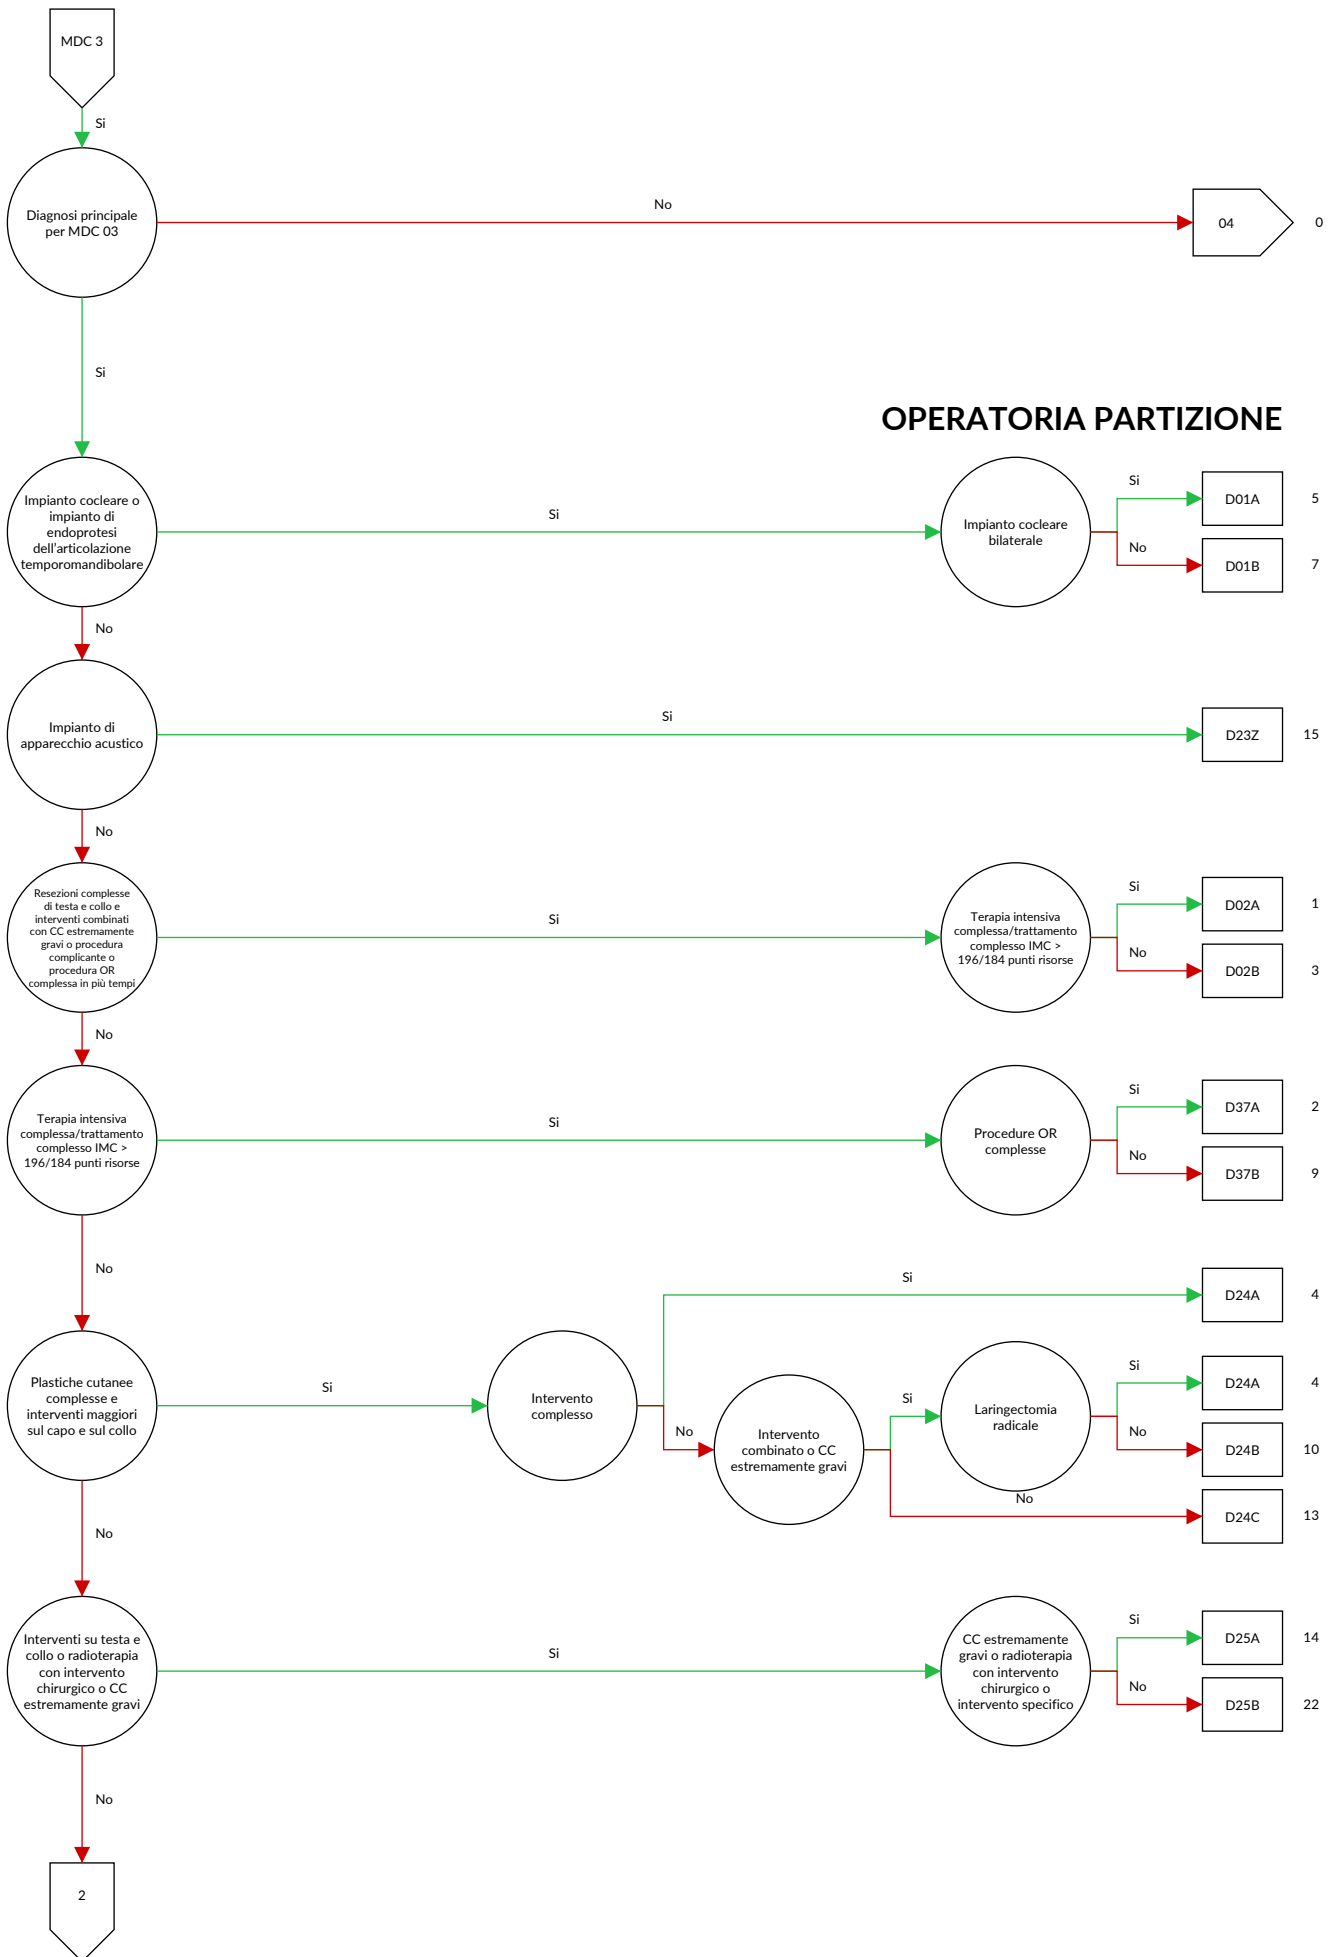 MDC 3
Si
Diagnosi principale
per MDC 03
No
04
0
Si
OPERATORIA PARTIZIONE
Impianto cocleare o
impianto di
endoprotesi
dell'articolazione
temporomandibolare
Si
Impianto cocleare
bilaterale
Si
D01A
5
No
D01B
7
No
Impianto di
apparecchio acustico
Si
D23Z
15
No
Resezioni complesse
di testa e collo e
interventi combinati
con CC estremamente
gravi o procedura
complicante o
procedura OR
complessa in più tempi
Si
Terapia intensiva
complessa/trattamento
complesso IMC >
196/184 punti risorse
Si
D02A
1
No
D02B
3
No
Terapia intensiva
complessa/trattamento
complesso IMC >
196/184 punti risorse
Si
Procedure OR
complesse
Si
D37A
2
No
D37B
9
No
Plastiche cutanee
complesse e
interventi maggiori
sul capo e sul collo
Si
Intervento
complesso
Si
D24A
4
No
Intervento
combinato o CC
estremamente gravi
Si
Laringectomia
radicale
Si
D24A
4
No
D24B
10
No
D24C
13
No
Interventi su testa e
collo o radioterapia
con intervento
chirurgico o CC
estremamente gravi
Si
CC estremamente
gravi o radioterapia
con intervento
chirurgico o
intervento specifico
Si
D25A
14
No
D25B
22
No
2